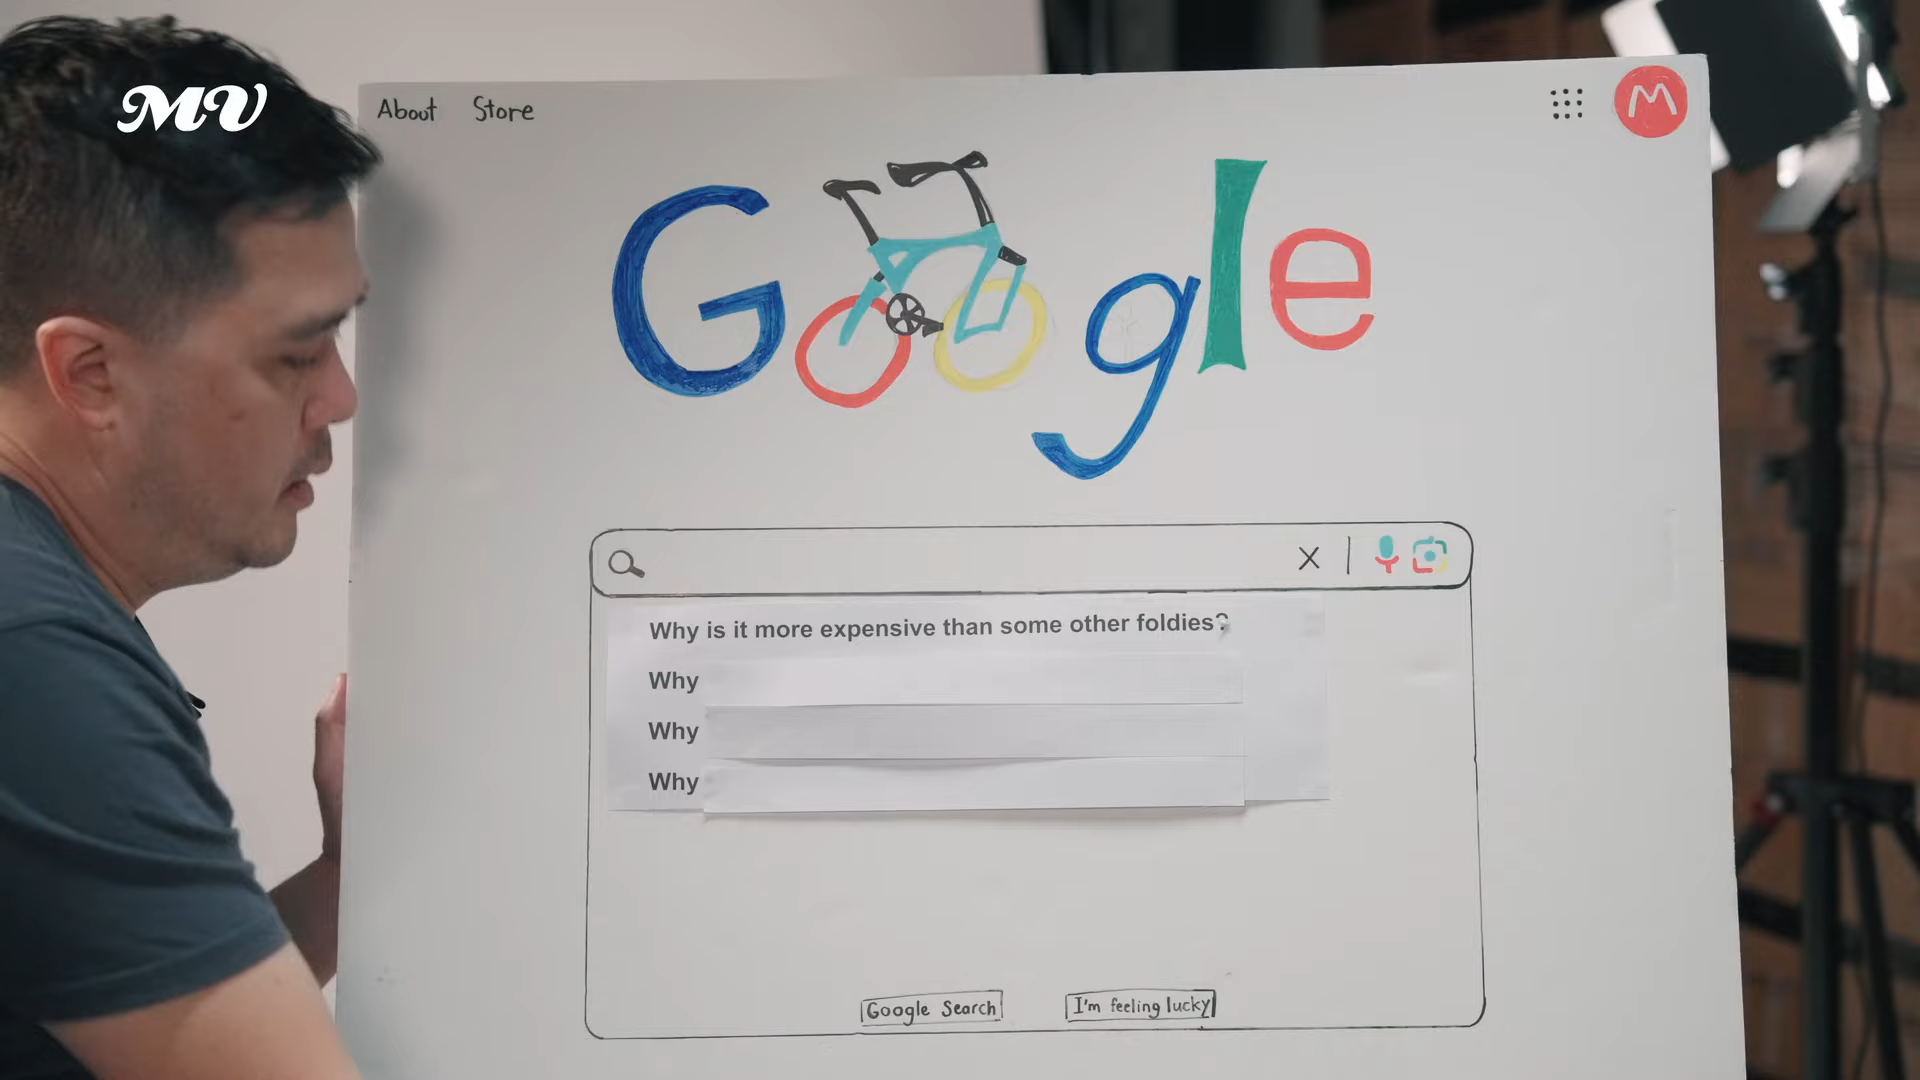 MV
About Store
M
Google
X
Why is it more expensive than some other foldies?
Why
Why
Why
Google Search
I'm feeling lucky